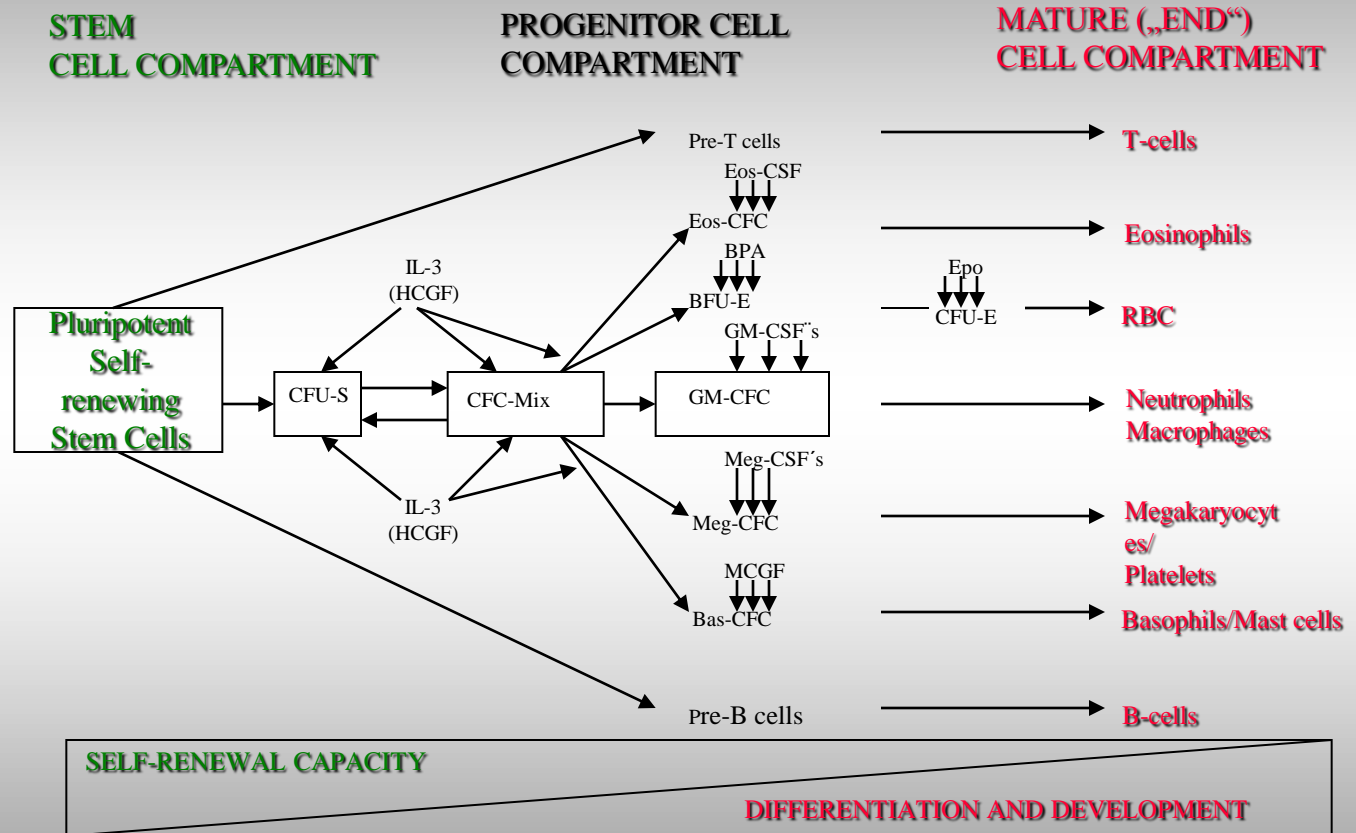 STEM
CELL COMPARTMENT
PROGENITOR CELL
COMPARTMENT
MATURE („END“)
CELL COMPARTMENT
Pre-T cells
T-cells
Eos-CSF
Eos-CFC
Eosinophils
BPA
BFU-E
Epo
CFU-E
RBC
IL-3
(HCGF)
Pluripotent
Self-
renewing
Stem Cells
CFU-S
CFC-Mix
GM-CSF¨s
GM-CFC
Neutrophils
Macrophages
IL-3
(HCGF)
Meg-CSF´s
Meg-CFC
Megakaryocyt
es/
Platelets
MCGF
Bas-CFC
Basophils/Mast cells
Pre-B cells
B-cells
SELF-RENEWAL CAPACITY
DIFFERENTIATION AND DEVELOPMENT